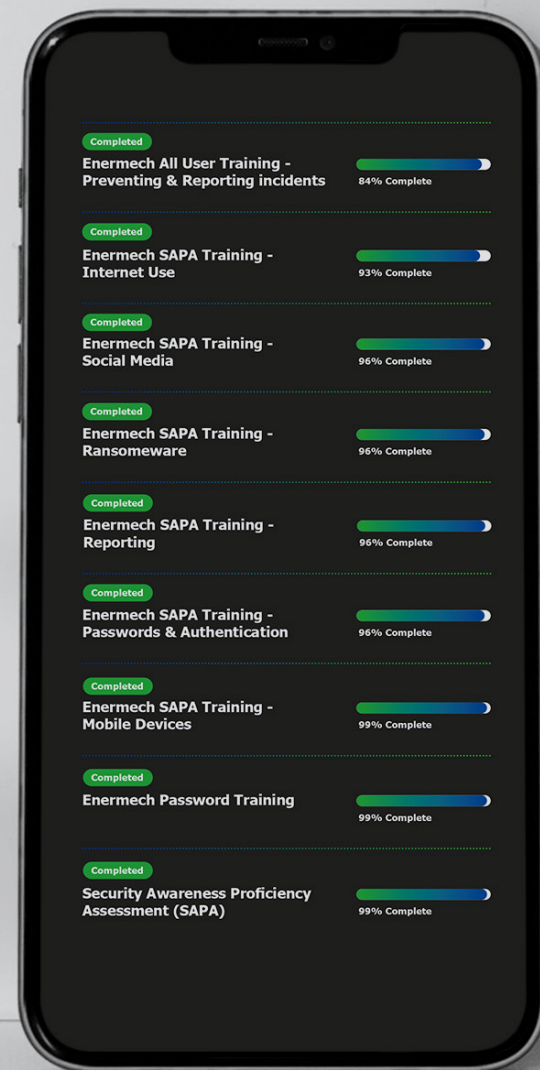 Completed
Enermech All User Training -
Preventing & Reporting incidents
84% Complete
Completed
Enermech SAPA Training -
Internet Use
93% Complete
Completed
Enermech SAPA Training -
Social Media
96% Complete
Completed
Enermech SAPA Training -
Ransomeware
96% Complete
Completed
Enermech SAPA Training -
Reporting
96% Complete
Completed
Enermech SAPA Training -
Passwords & Authentication
96% Complete
Completed
Enermech SAPA Training -
Mobile Devices
99% Complete
Completed
Enermech Password Training
99% Complete
Completed
Security Awareness Proficiency
Assessment (SAPA)
99% Complete